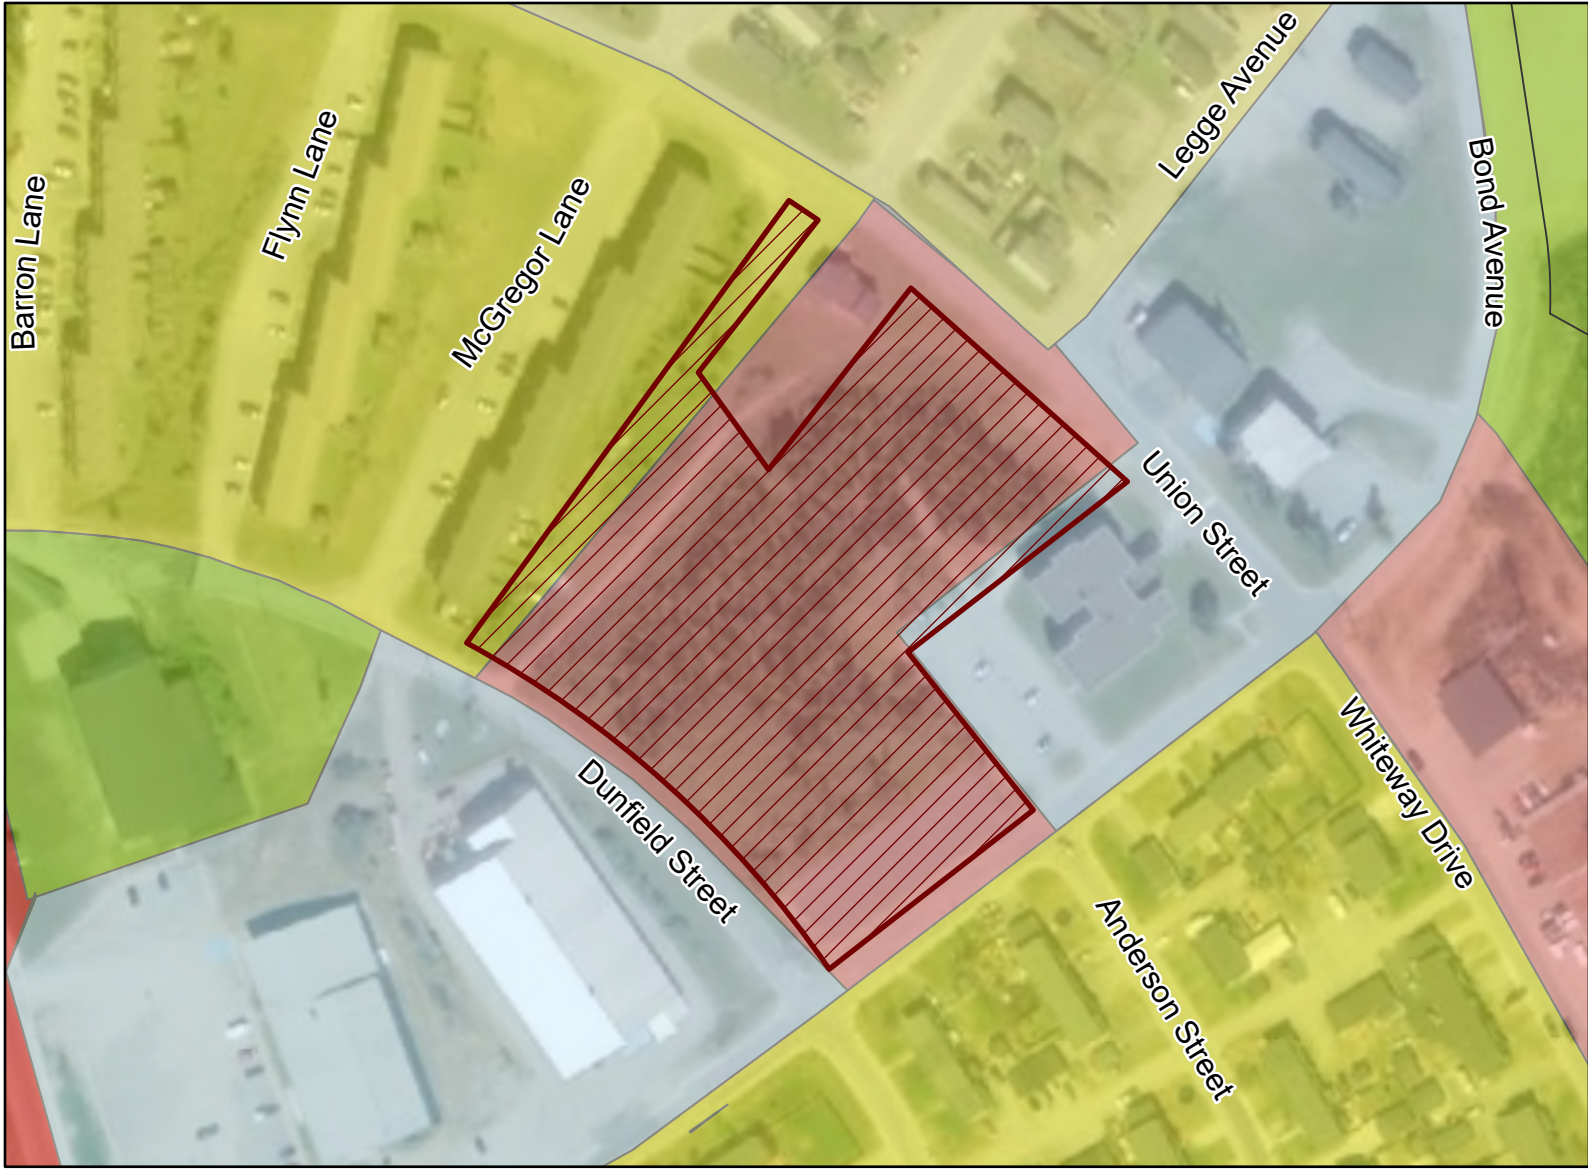 Legge Avenue
Flynn Lane
Bond Avenue
Barron Lane
McGregor Lane
Union Street
Whiteway Drive
Dunfield Street
Anderson Street